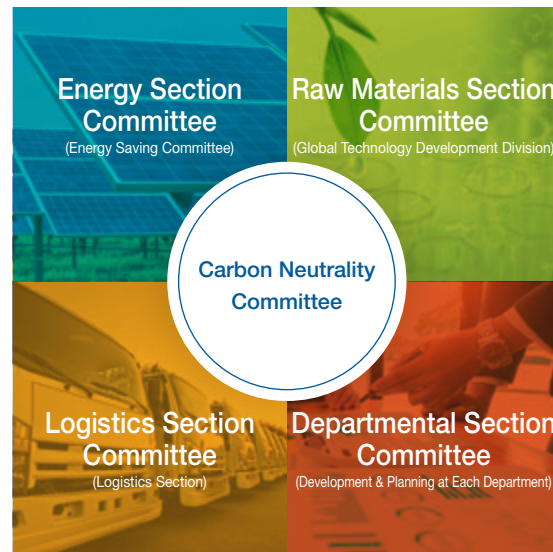 Energy Section
Committee
(Energy Saving Committee)
Raw Materials Section
Committee
(Global Technology Development Division)
Carbon Neutrality
Committee
Logistics Section
Committee
(Logistics Section)
Departmental Section
Committee
(Development & Planning at Each Department)